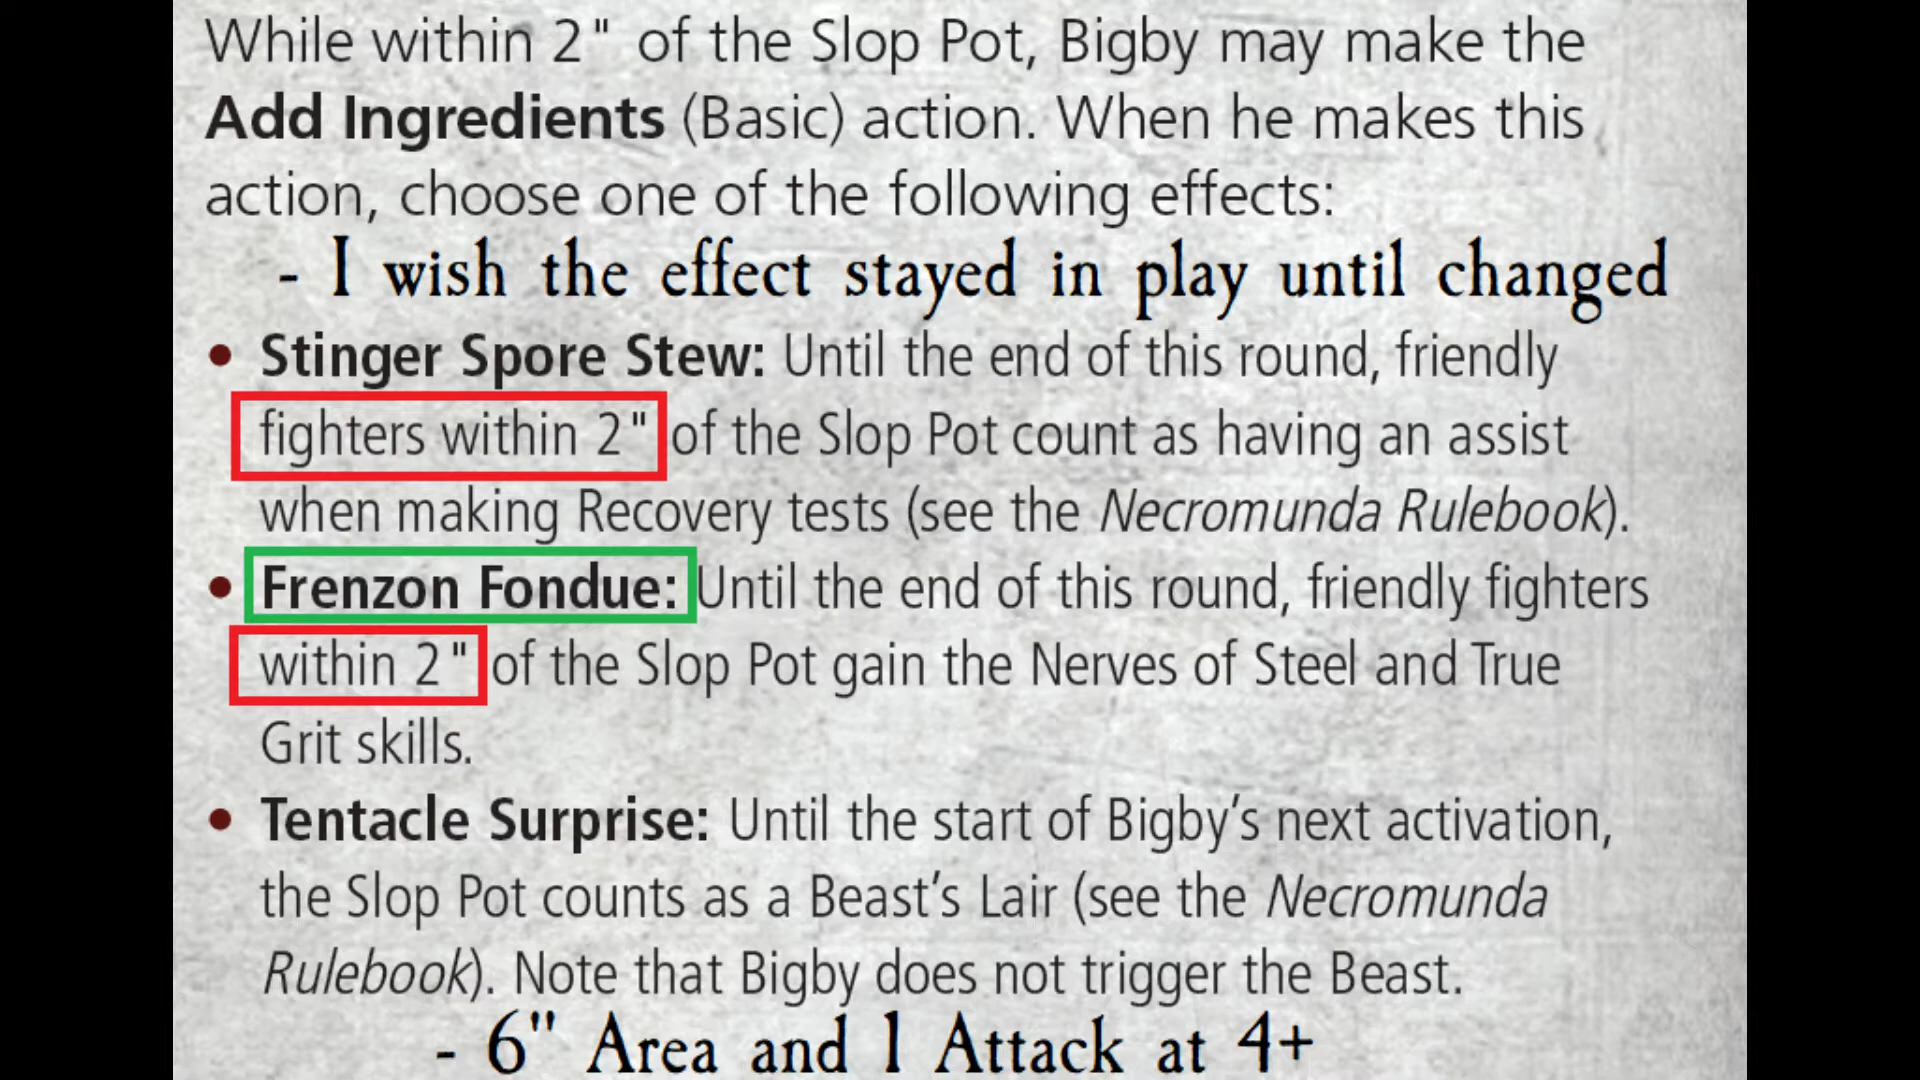 While within 2" of the Slop Pot, Bigby may make the
Add Ingredients (Basic) action. When he makes this
action, choose one of the following effects:
- I wish the effect stayed in play until changed
• Stinger Spore Stew: Until the end of this round, friendly
fighters within 2" of the Slop Pot count as having an assist
when making Recovery tests (see the Necromunda Rulebook).
• Frenzon Fondue: Until the end of this round, friendly fighters
within 2" of the Slop Pot gain the Nerves of Steel and True
Grit skills.
• Tentacle Surprise: Until the start of Bigby's next activation,
the Slop Pot counts as a Beast's Lair (see the Necromunda
Rulebook). Note that Bigby does not trigger the Beast.
- 6" Area and 1 Attack at 4+